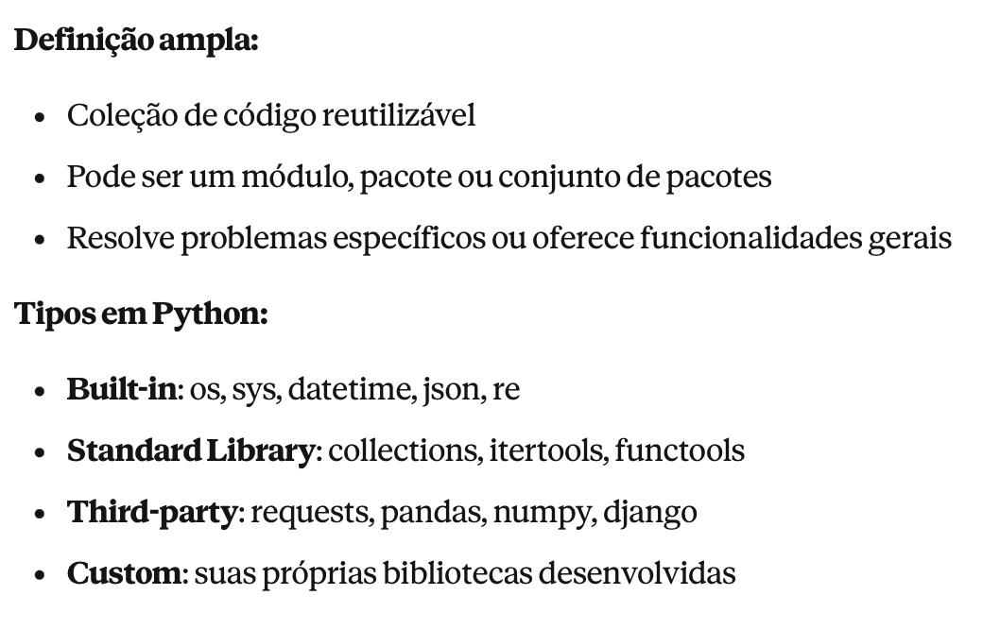 Definição ampla:
• Coleção de código reutilizável
• Pode ser um módulo, pacote ou conjunto de pacotes
• Resolve problemas específicos ou oferece funcionalidades gerais
Tipos em Python:
• Built-in: os, sys, datetime, json, re
• Standard Library: collections, itertools, functools
• Third-party: requests, pandas, numpy, django
• Custom: suas próprias bibliotecas desenvolvidas